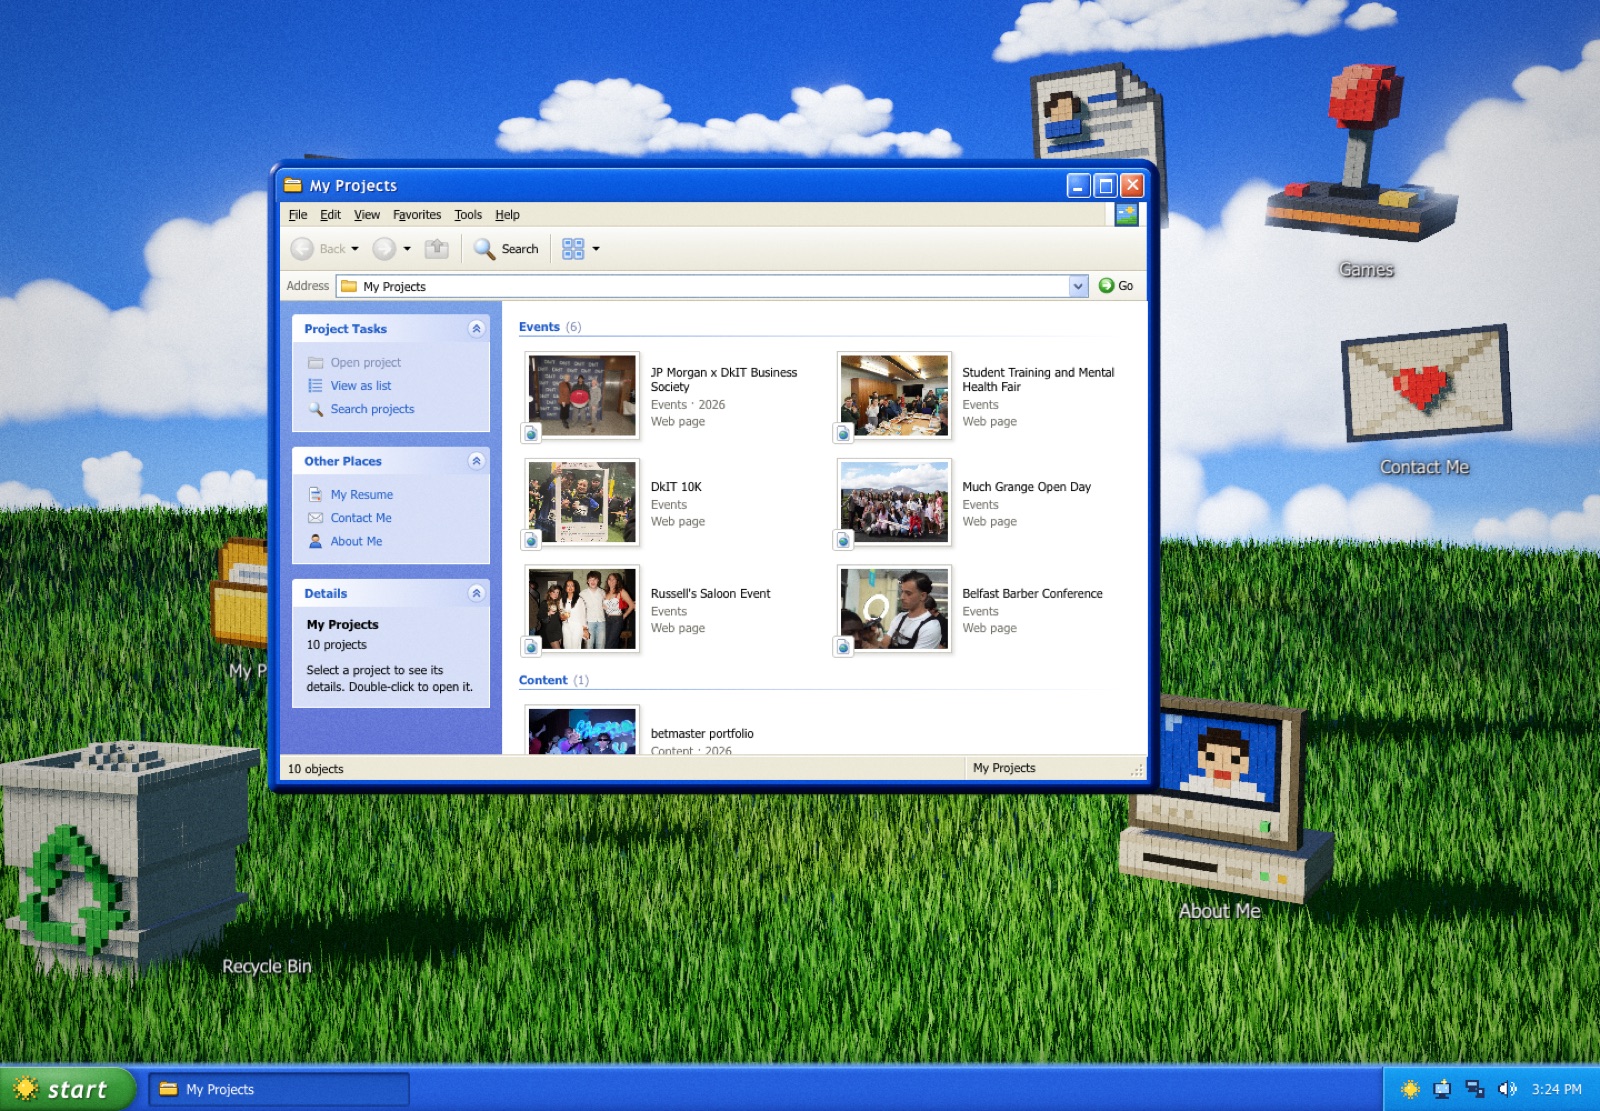 My Projects
File Edit View Favorites Tools Help
Back Search
Address My Projects Go
Project Tasks
Open project
View as list
Search projects
Other Places
My Resume
Contact Me
About Me
Details
My Projects
10 projects
Select a project to see its
details. Double-click to open it.
Events (6)
JP Morgan x DkIT Business
Society
Events · 2026
Web page
Student Training and Mental
Health Fair
Events
Web page
DkIT 10K
Events
Web page
Much Grange Open Day
Events
Web page
Russell's Saloon Event
Events
Web page
Belfast Barber Conference
Events
Web page
Content (1)
betmaster portfolio
Content · 2026
10 objects
My Projects
Games
Contact Me
My P
About Me
Recycle Bin
start
My Projects
3:24 PM